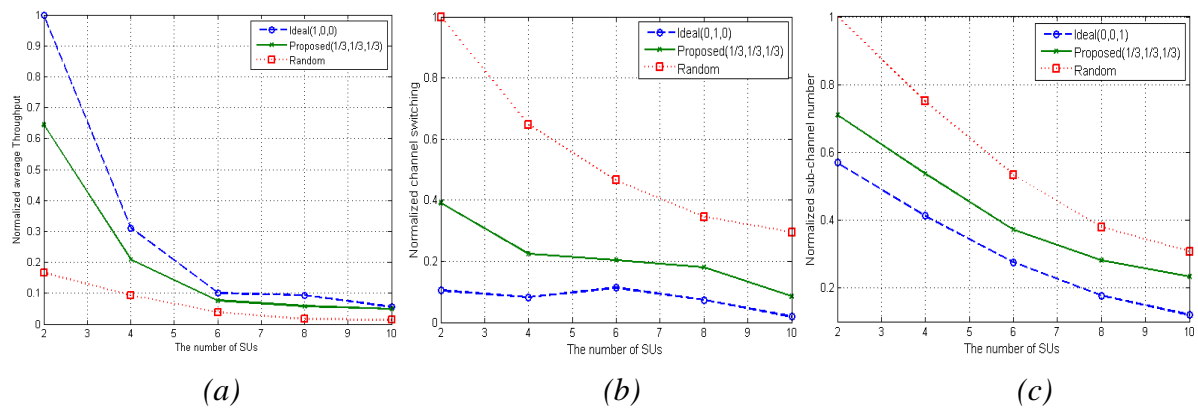 Normalized average Throughput
1
0.9
0.8
0.7
0.6
0.5
0.4
0.3
0.2
0.1
0
2 3 4 5 6 7 8 9 10
The number of SUs
Ideal(1,0,0)
Proposed(1/3,1/3,1/3)
Random
(a)
Normalized channel switching
1
0.8
0.6
0.4
0.2
0
2 3 4 5 6 7 8 9 10
The number of SUs
Ideal(0,1,0)
Proposed(1/3,1/3,1/3)
Random
(b)
Normalized sub-channel number
1
0.8
0.6
0.4
0.2
2 3 4 5 6 7 8 9 10
The number of SUs
Ideal(0,0,1)
Proposed(1/3,1/3,1/3)
Random
(c)